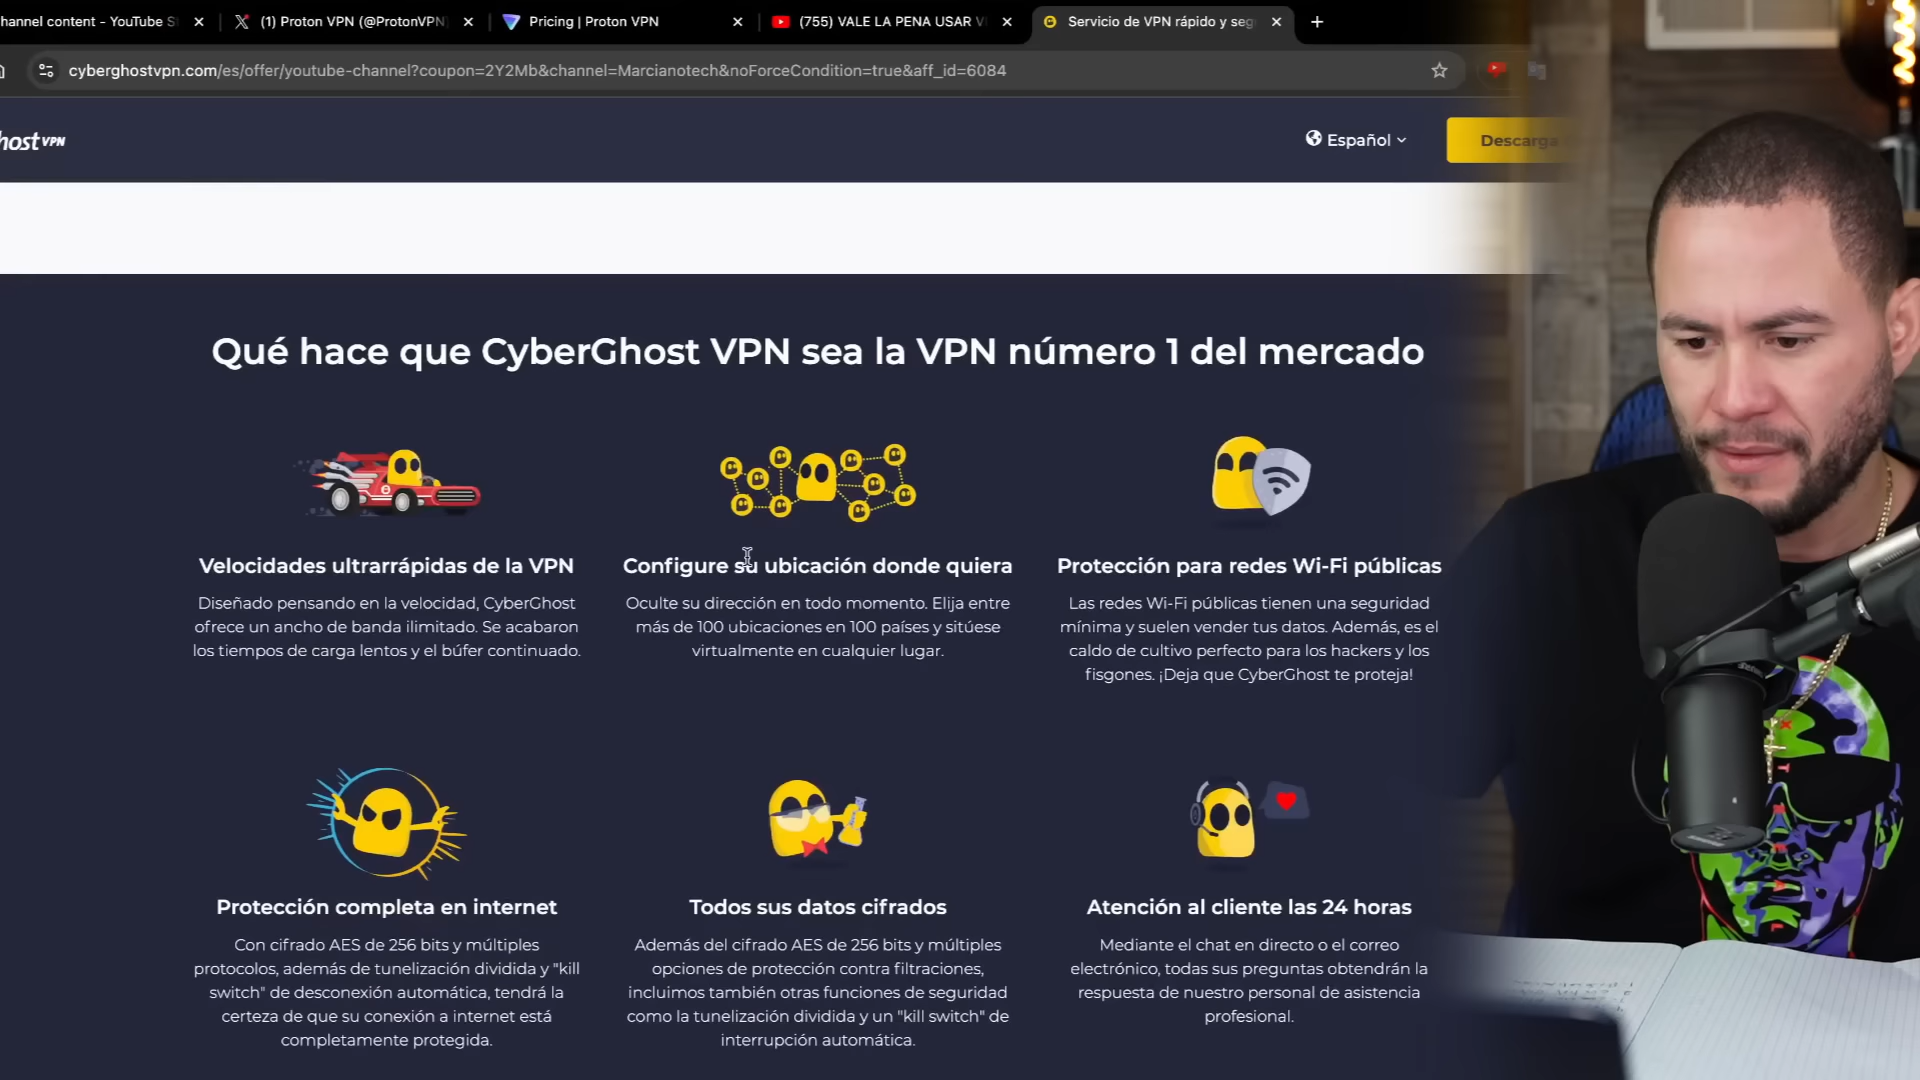 hannel content - YouTube S
(1) Proton VPN (@ProtonVPN)
Pricing | Proton VPN
(755) VALE LA PENA USAR V
Servicio de VPN rápido y seg
cyberghostvpn.com/es/offer/youtube-channel?coupon=2Y2Mb&channel=Marcianotech&noForceCondition=true&aff_id=6084
host VPN
Español
Descarga
Qué hace que CyberGhost VPN sea la VPN número 1 del mercado
Velocidades ultrarrápidas de la VPN
Diseñado pensando en la velocidad, CyberGhost
ofrece un ancho de banda ilimitado. Se acabaron
los tiempos de carga lentos y el búfer continuado.
Configure su ubicación donde quiera
Oculte su dirección en todo momento. Elija entre
más de 100 ubicaciones en 100 países y sitúese
virtualmente en cualquier lugar.
Protección para redes Wi-Fi públicas
Las redes Wi-Fi públicas tienen una seguridad
mínima y suelen vender tus datos. Además, es el
caldo de cultivo perfecto para los hackers y los
fisgones. ¡Deja que CyberGhost te proteja!
Protección completa en internet
Con cifrado AES de 256 bits y múltiples
protocolos, además de tunelización dividida y "kill
switch" de desconexión automática, tendrá la
certeza de que su conexión a internet está
completamente protegida.
Todos sus datos cifrados
Además del cifrado AES de 256 bits y múltiples
opciones de protección contra filtraciones,
incluimos también otras funciones de seguridad
como la tunelización dividida y un "kill switch" de
interrupción automática.
Atención al cliente las 24 horas
Mediante el chat en directo o el correo
electrónico, todas sus preguntas obtendrán la
respuesta de nuestro personal de asistencia
profesional.